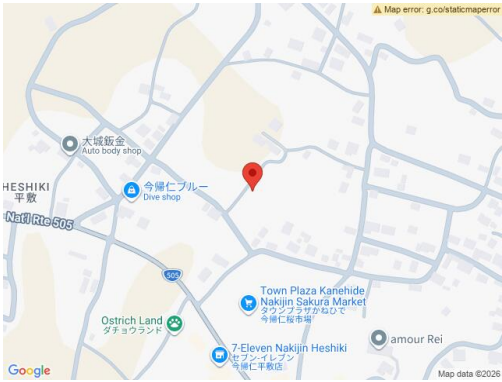 Map error: g.co/staticmaperror
大城鈑金
Auto body shop
HESHIKI
平敷
今帰仁ブルー
Dive shop
Nat'l Rte 505
505
Town Plaza Kanehide
Nakijin Sakura Market
タウンプラザかねひで
今帰仁桜市場
Ostrich Land
ダチョウランド
7-Eleven Nakijin Heshiki
セブン-イレブン
今帰仁平敷店
amour Rei
Google
Map data ©2026